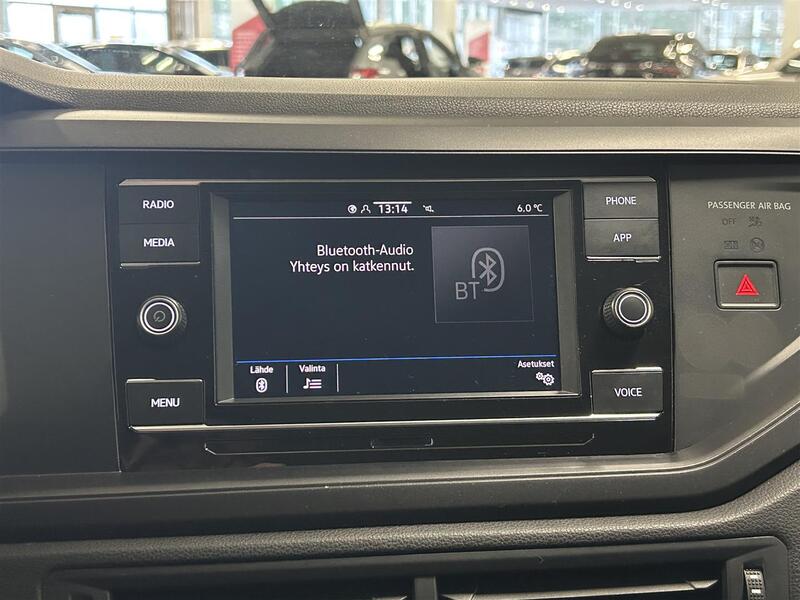 RADIO
MEDIA
MENU
13:14
6.0 °C
Bluetooth-Audio
Yhteys on katkennut.
BT
Lähde
Valinta
Asetukset
PHONE
APP
VOICE
PASSENGER AIR BAG
OFF
ON